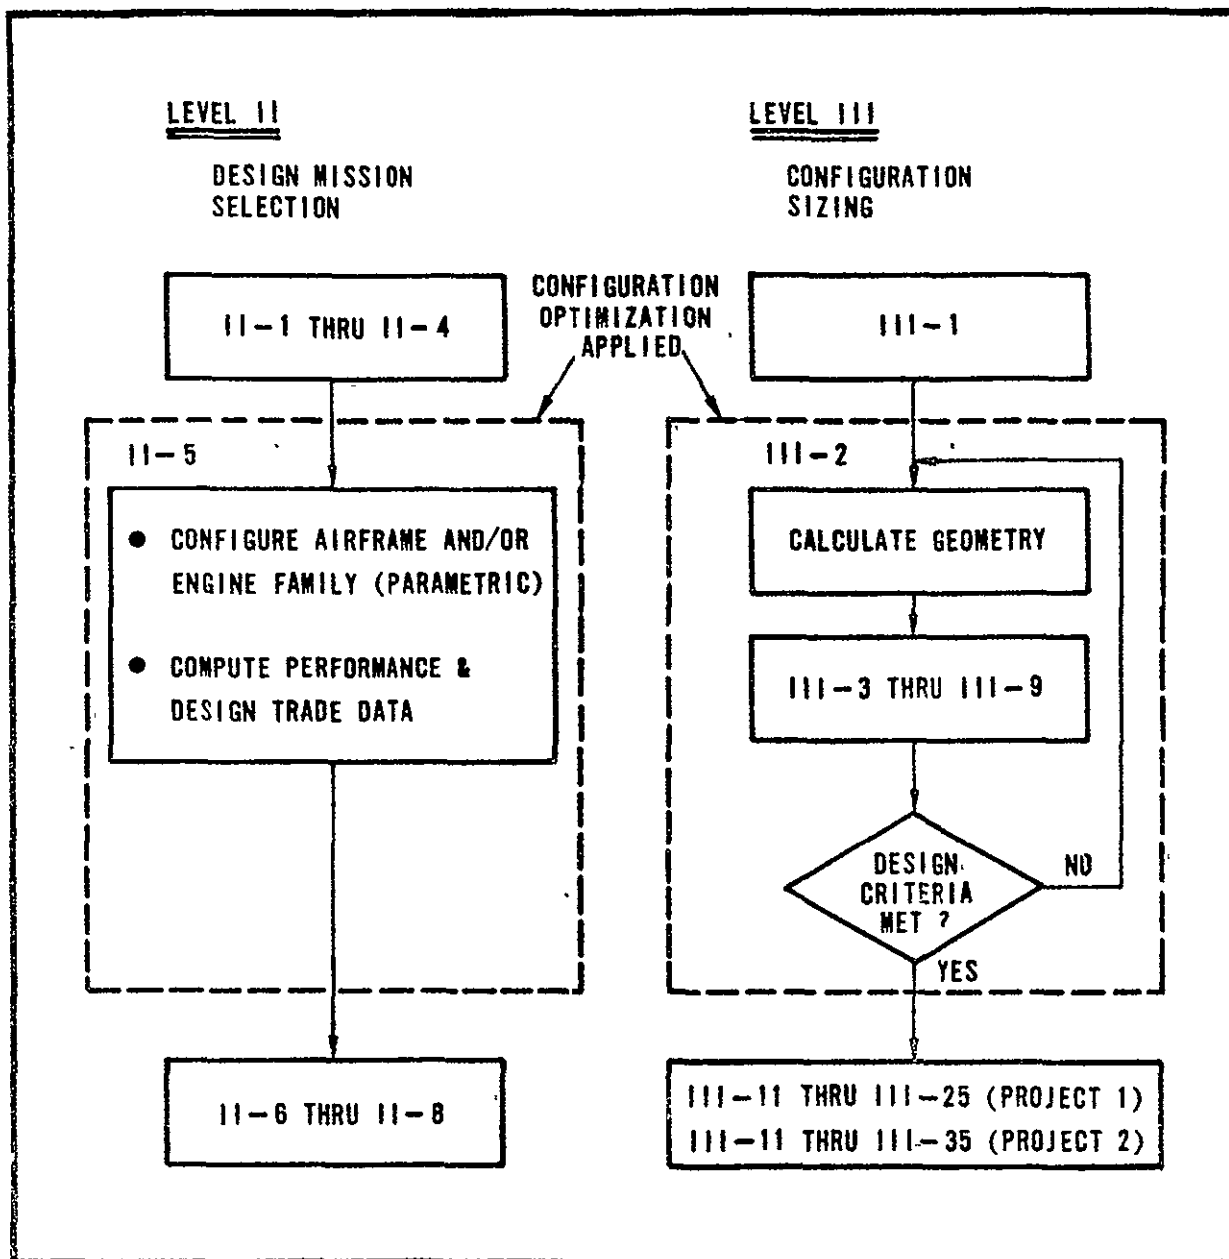 LEVEL II
DESIGN MISSION
SELECTION
II-1 THRU II-4
II-5
● CONFIGURE AIRFRAME AND/OR
ENGINE FAMILY (PARAMETRIC)
● COMPUTE PERFORMANCE &
DESIGN TRADE DATA
II-6 THRU II-8
CONFIGURATION
OPTIMIZATION
APPLIED
LEVEL III
CONFIGURATION
SIZING
III-1
III-2
CALCULATE GEOMETRY
III-3 THRU III-9
DESIGN
CRITERIA
MET ?
NO
YES
III-11 THRU III-25 (PROJECT 1)
III-11 THRU III-35 (PROJECT 2)